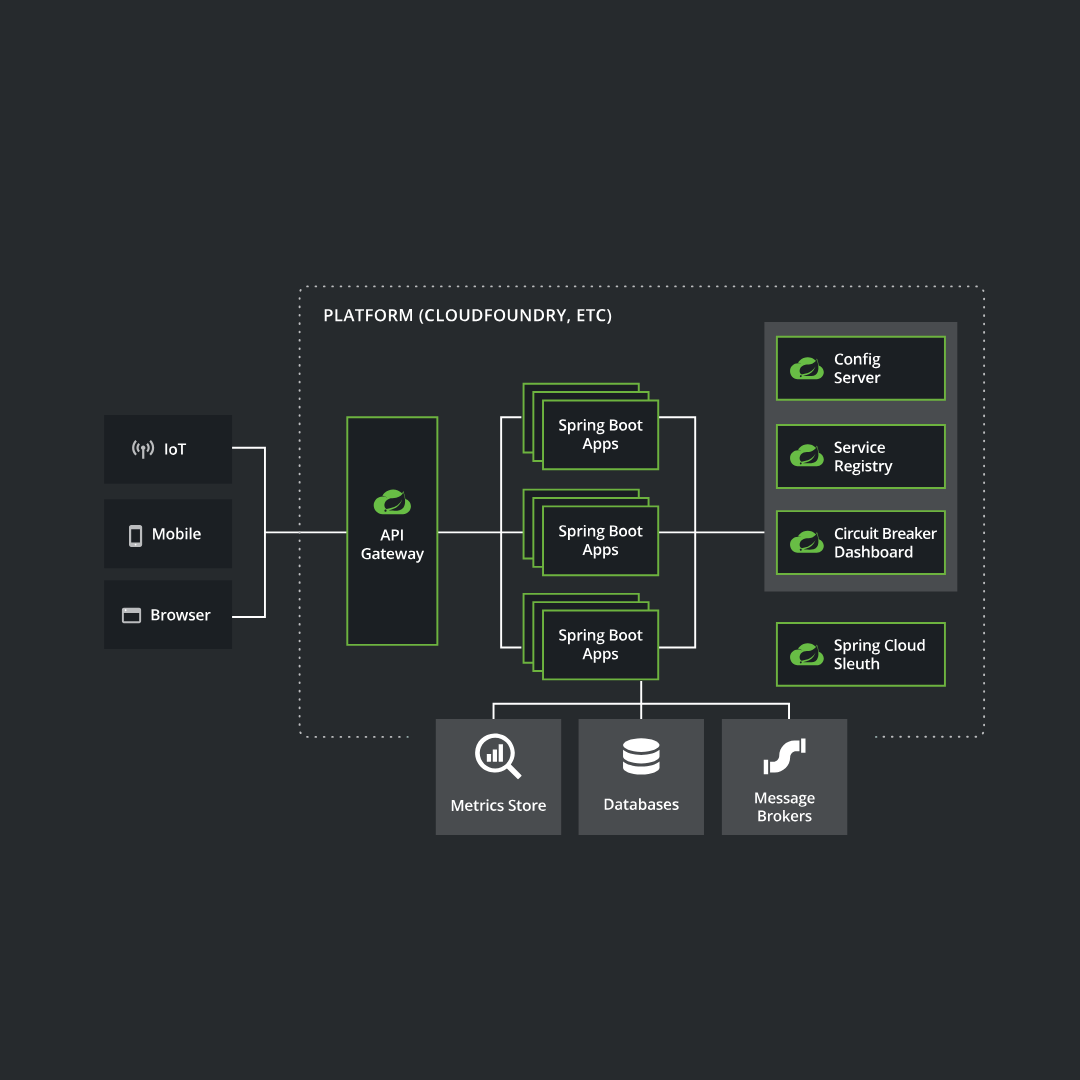 PLATFORM (CLOUDFOUNDRY, ETC)
IoT
Mobile
Browser
API
Gateway
Spring Boot
Apps
Spring Boot
Apps
Spring Boot
Apps
Config
Server
Service
Registry
Circuit Breaker
Dashboard
Spring Cloud
Sleuth
Metrics Store
Databases
Message
Brokers